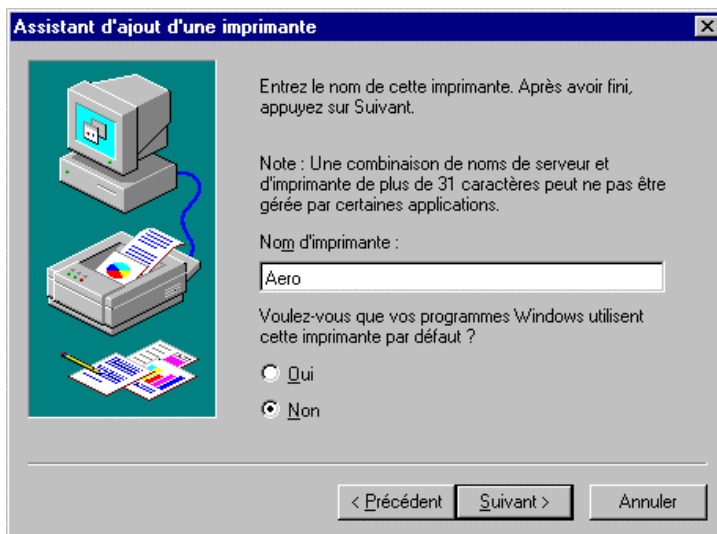 Assistant d'ajout d'une imprimante
Entrez le nom de cette imprimante. Après avoir fini,
appuyez sur Suivant.
Note : Une combinaison de noms de serveur et
d'imprimante de plus de 31 caractères peut ne pas être
gérée par certaines applications.
Nom d'imprimante :
Aero
Voulez-vous que vos programmes Windows utilisent
cette imprimante par défaut ?
Oui
Non
< Précédent
Suivant >
Annuler